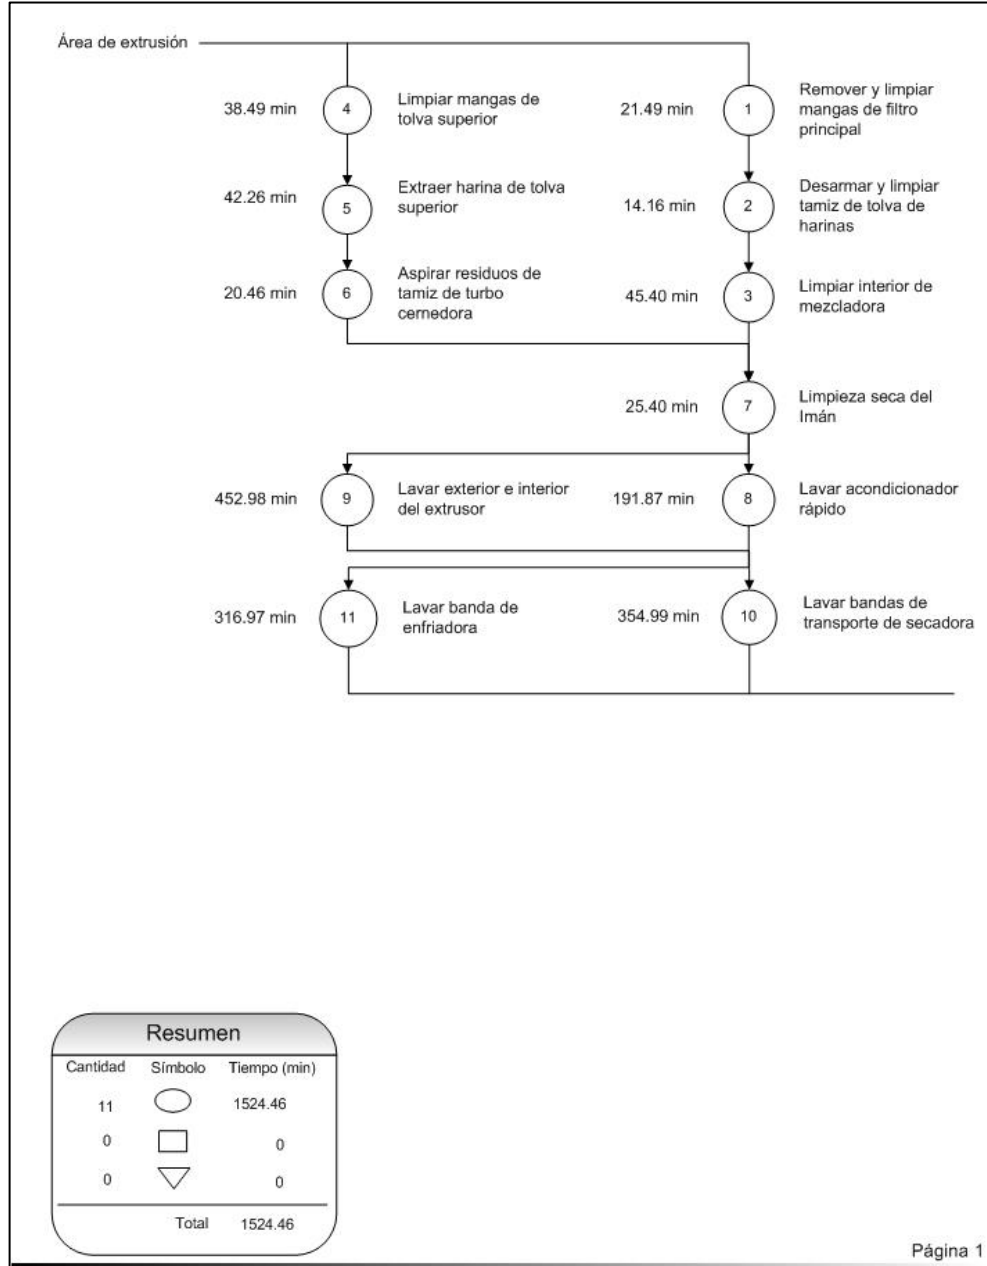 Área de extrusión
38.49 min
4
Limpiar mangas de
tolva superior
21.49 min
1
Remover y limpiar
mangas de filtro
principal
42.26 min
5
Extraer harina de tolva
superior
14.16 min
2
Desarmar y limpiar
tamiz de tolva de
harinas
20.46 min
6
Aspirar residuos de
tamiz de turbo
cernedora
45.40 min
3
Limpiar interior de
mezcladora
25.40 min
7
Limpieza seca del
Imán
452.98 min
9
Lavar exterior e interior
del extrusor
191.87 min
8
Lavar acondicionador
rápido
316.97 min
11
Lavar banda de
enfriadora
354.99 min
10
Lavar bandas de
transporte de secadora
Resumen
Cantidad Símbolo Tiempo (min)
11 1524.46
0 0
0 0
Total 1524.46
Página 1